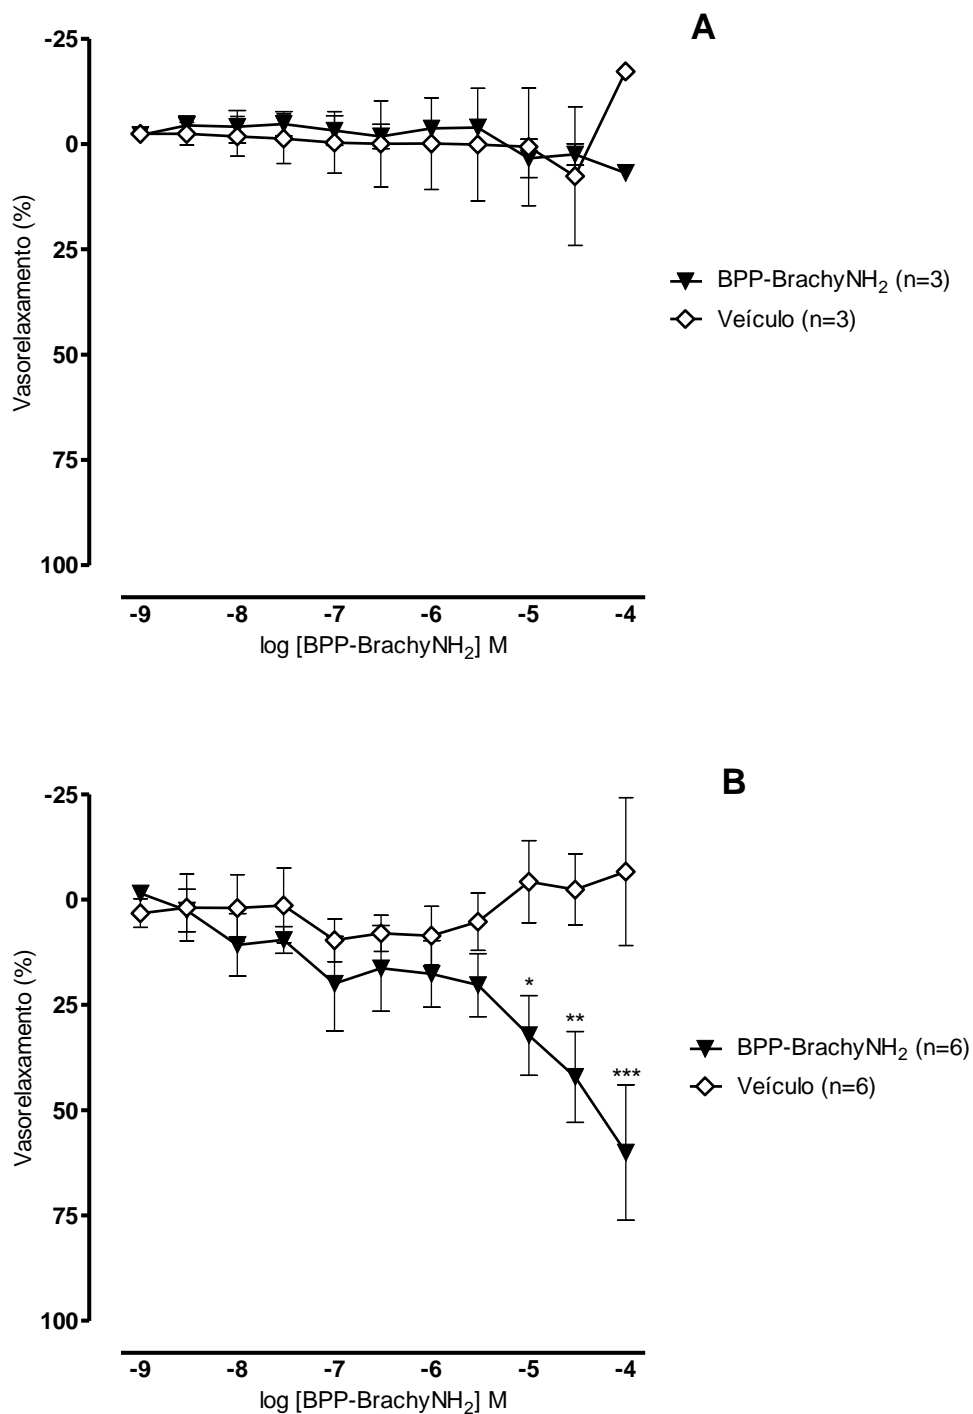 A
-25
0
25
50
75
100
Vasorelaxamento (%)
BPP-BrachyNH₂ (n=3)
Veículo (n=3)
-9 -8 -7 -6 -5 -4
log [BPP-BrachyNH₂] M
B
-25
0
25
50
75
100
Vasorelaxamento (%)
*
**
***
BPP-BrachyNH₂ (n=6)
Veículo (n=6)
-9 -8 -7 -6 -5 -4
log [BPP-BrachyNH₂] M